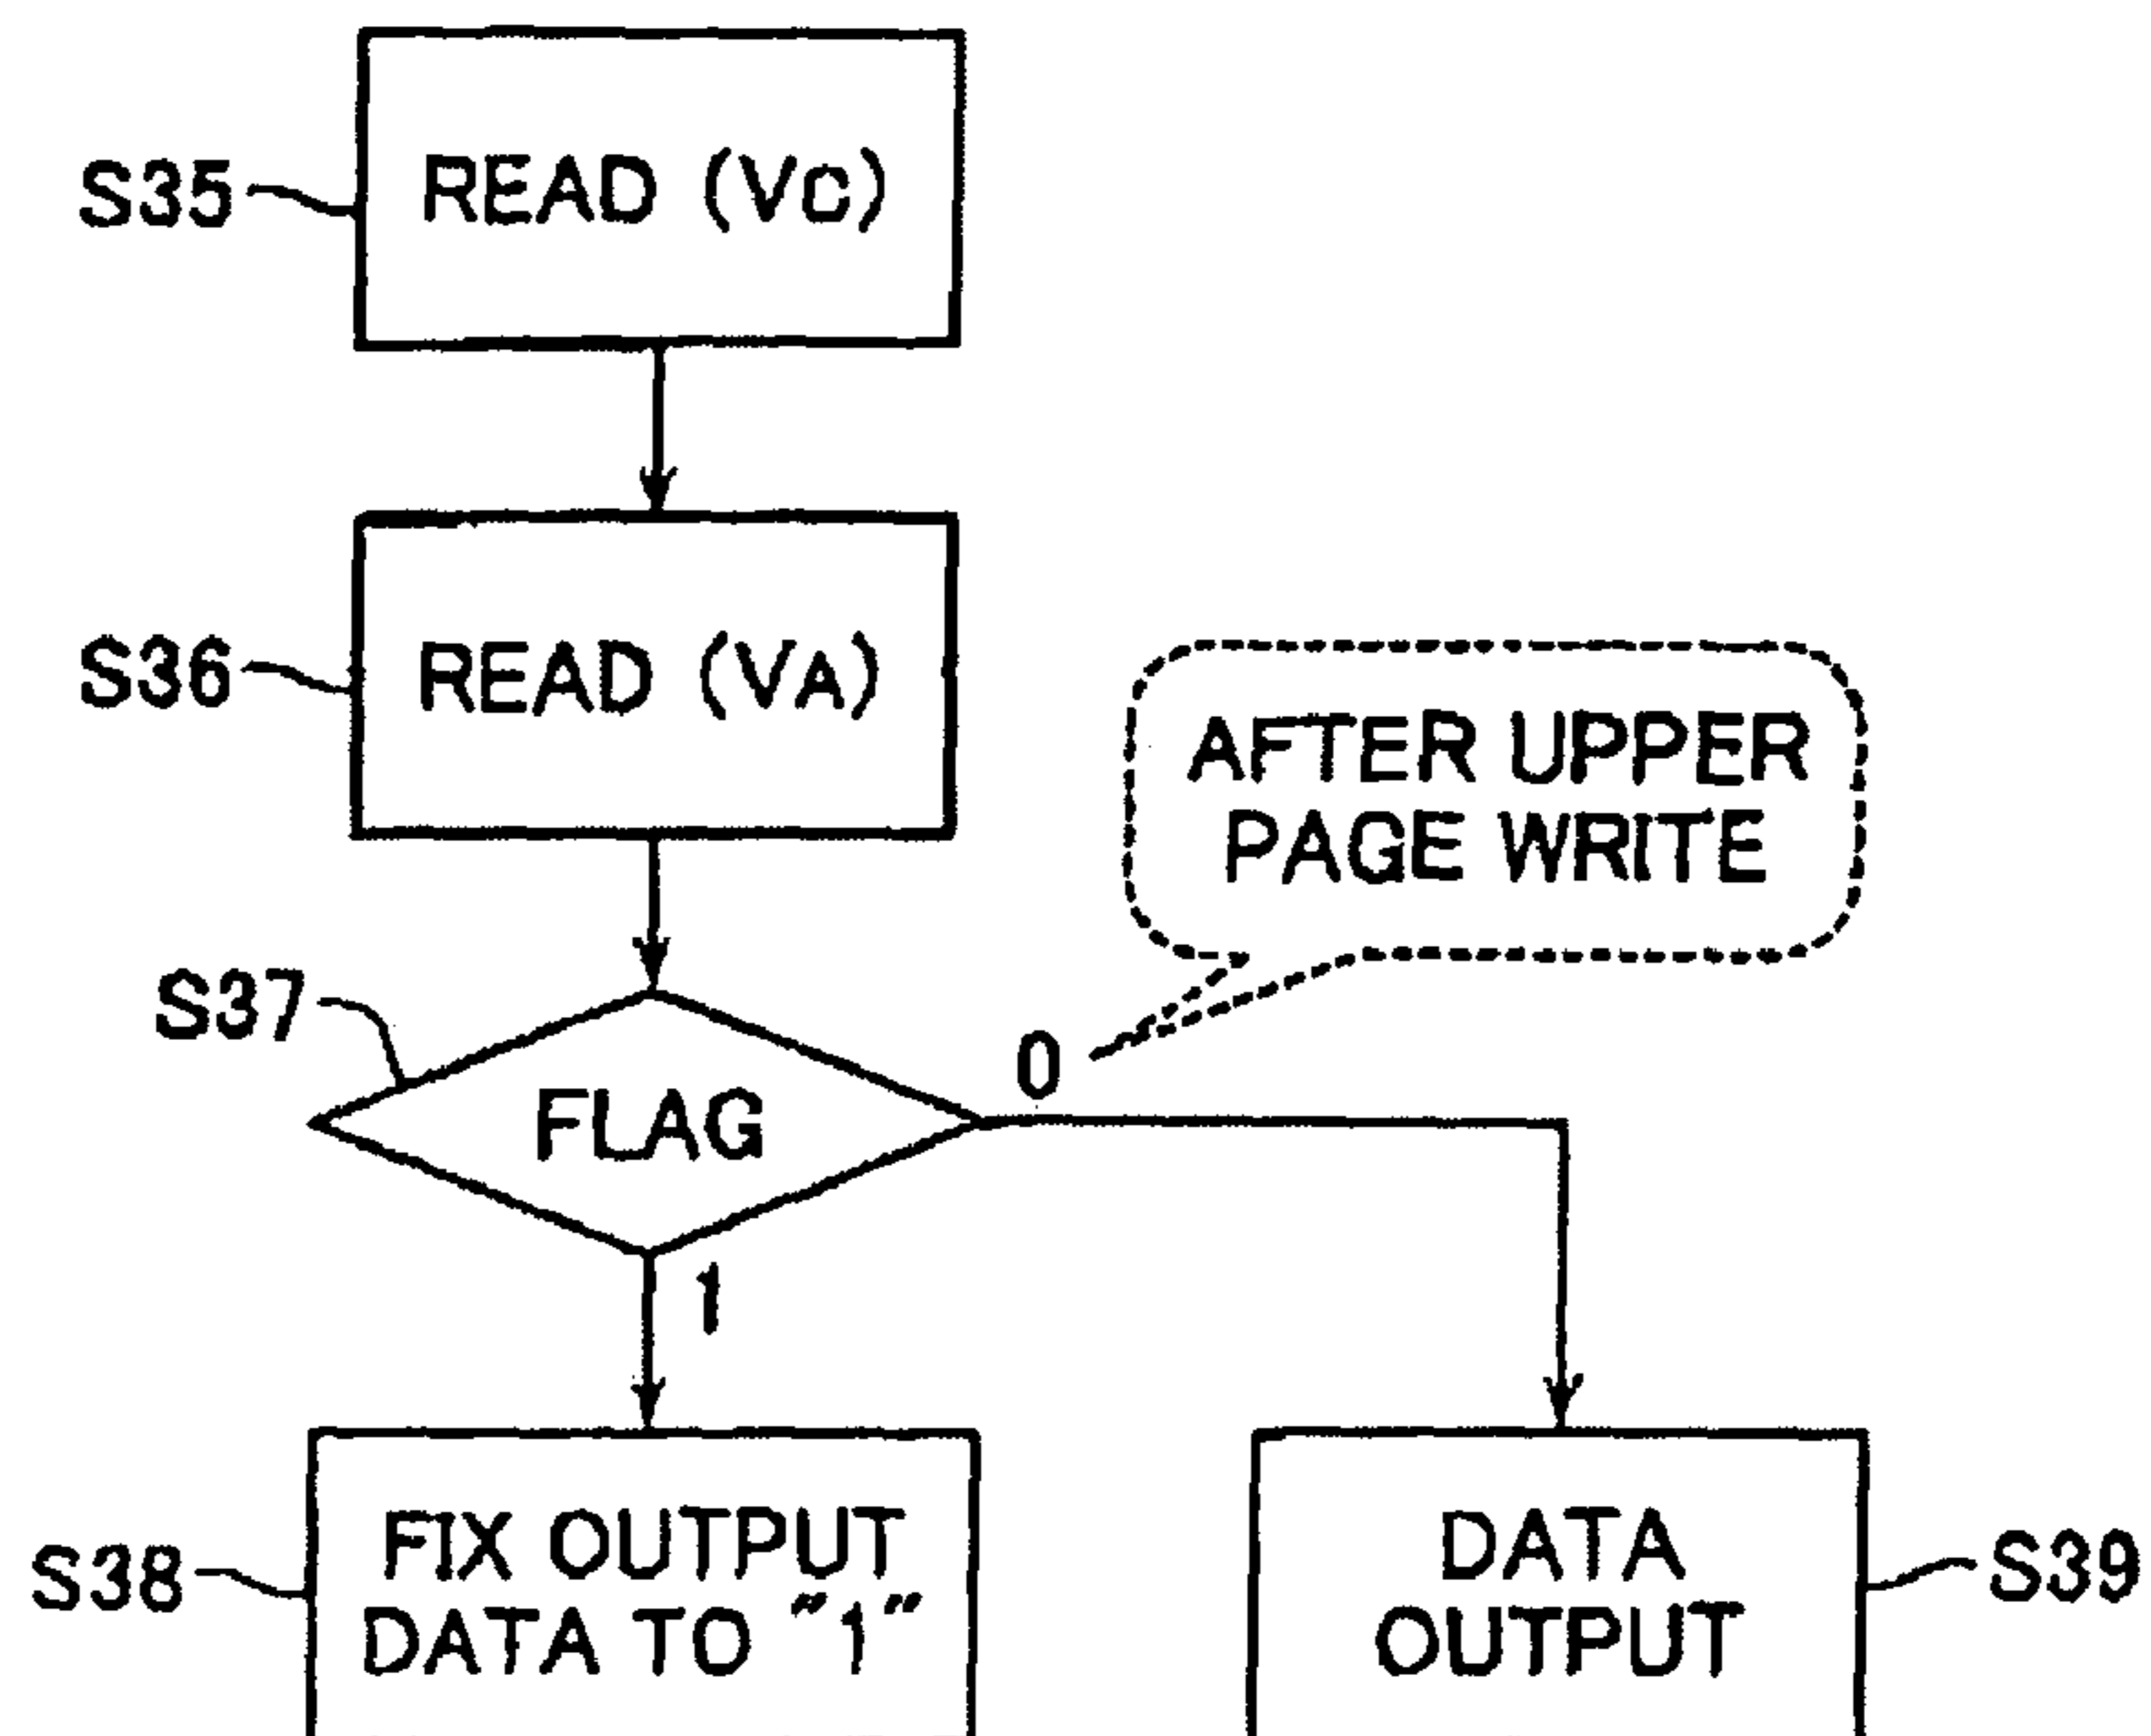 S35
READ (VC)
S36
READ (VA)
AFTER UPPER
PAGE WRITE
S37
FLAG
0
1
S38
FIX OUTPUT
DATA TO "1"
DATA
OUTPUT
S39